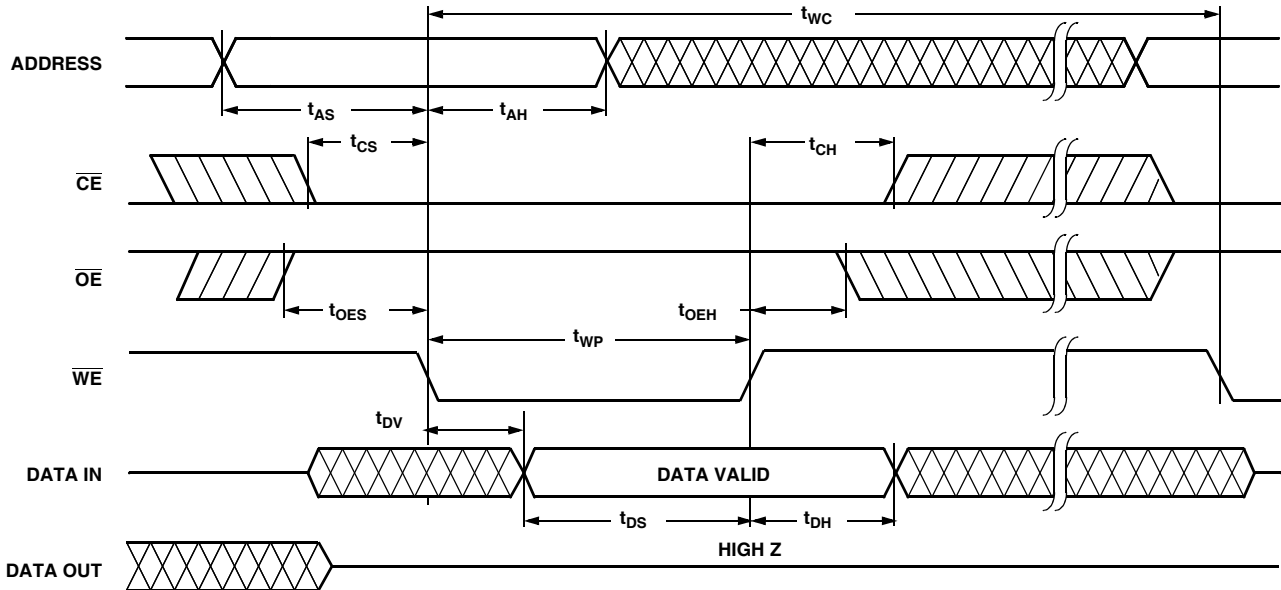 tWC
ADDRESS
tAS
tAH
tCS
tCH
CE
OE
tOES
tOEH
tWP
WE
tDV
DATA IN
DATA VALID
tDS
tDH
HIGH Z
DATA OUT